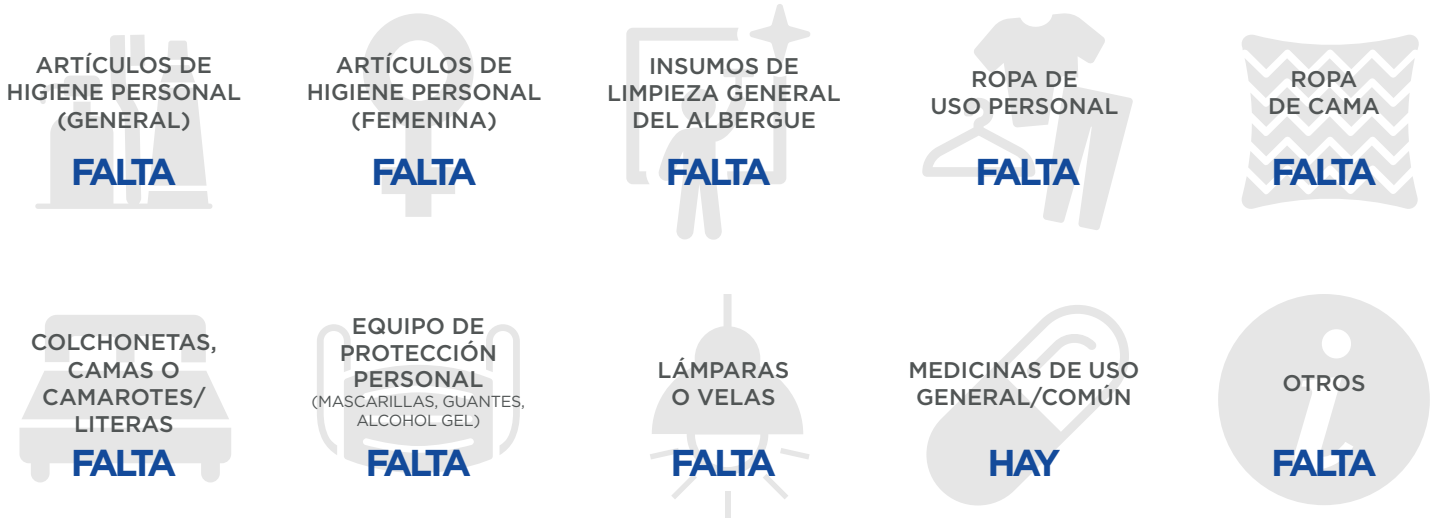 ARTÍCULOS DE
HIGIENE PERSONAL
(GENERAL)
FALTA
ARTÍCULOS DE
HIGIENE PERSONAL
(FEMENINA)
FALTA
INSUMOS DE
LIMPIEZA GENERAL
DEL ALBERGUE
FALTA
ROPA DE
USO PERSONAL
FALTA
ROPA
DE CAMA
FALTA
COLCHONETAS,
CAMAS O
CAMAROTES/
LITERAS
FALTA
EQUIPO DE
PROTECCIÓN
PERSONAL
(MASCARILLAS, GUANTES,
ALCOHOL GEL)
FALTA
LÁMPARAS
O VELAS
FALTA
MEDICINAS DE USO
GENERAL/COMÚN
HAY
OTROS
FALTA